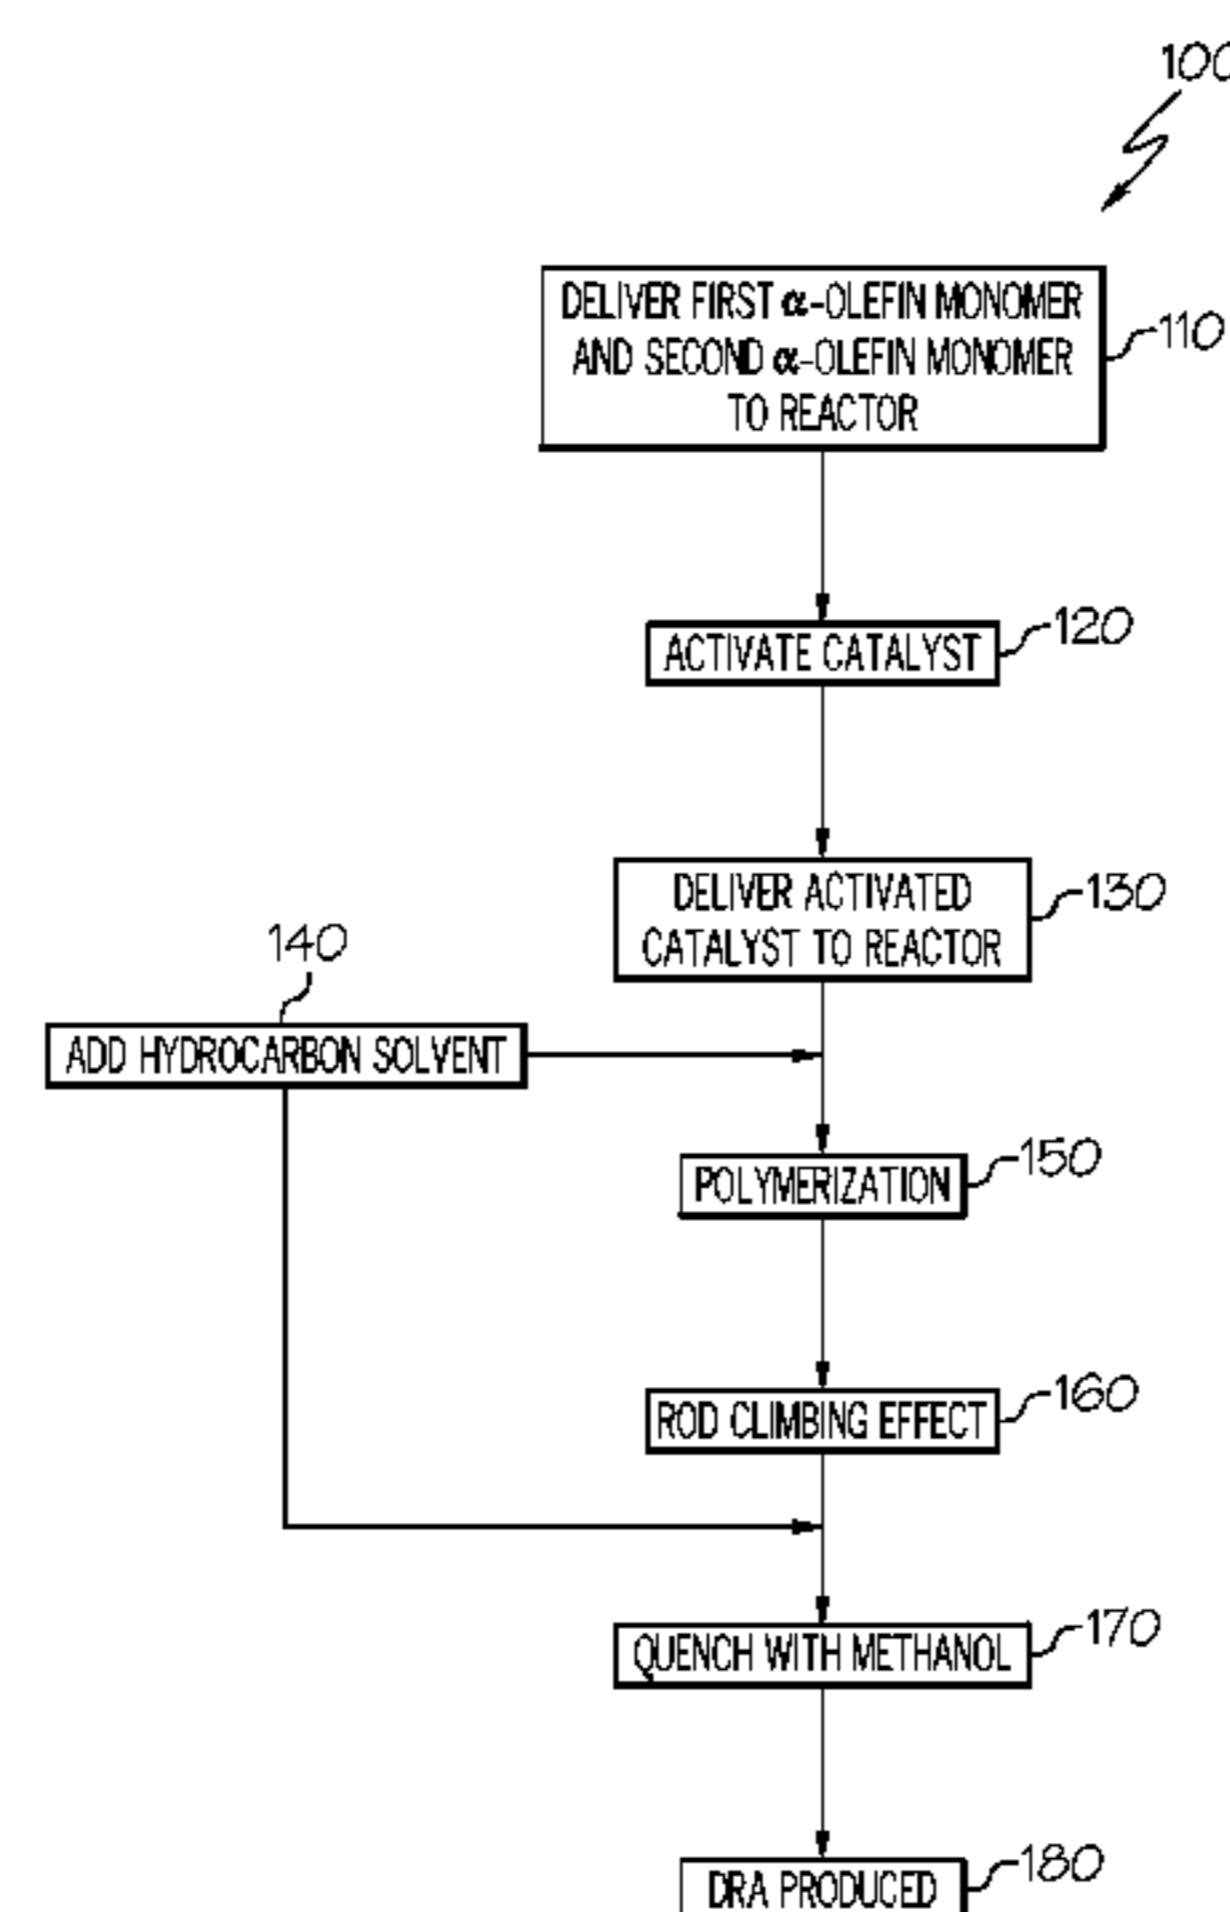 100
DELIVER FIRST α-OLEFIN MONOMER
AND SECOND α-OLEFIN MONOMER
TO REACTOR
110
ACTIVATE CATALYST
120
DELIVER ACTIVATED
CATALYST TO REACTOR
130
140
ADD HYDROCARBON SOLVENT
POLYMERIZATION
150
ROD CLIMBING EFFECT
160
QUENCH WITH METHANOL
170
DRA PRODUCED
180